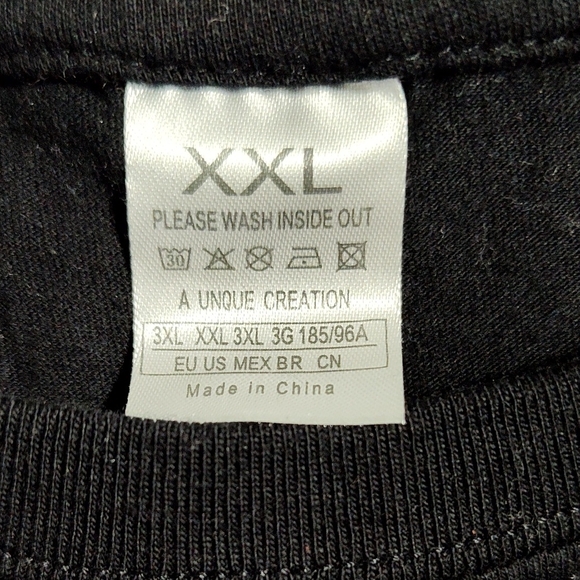 XXL
PLEASE WASH INSIDE OUT
30
A UNQUE CREATION
3XL XXL 3XL 3G 185/96A
EU US MEX BR CN
Made in China